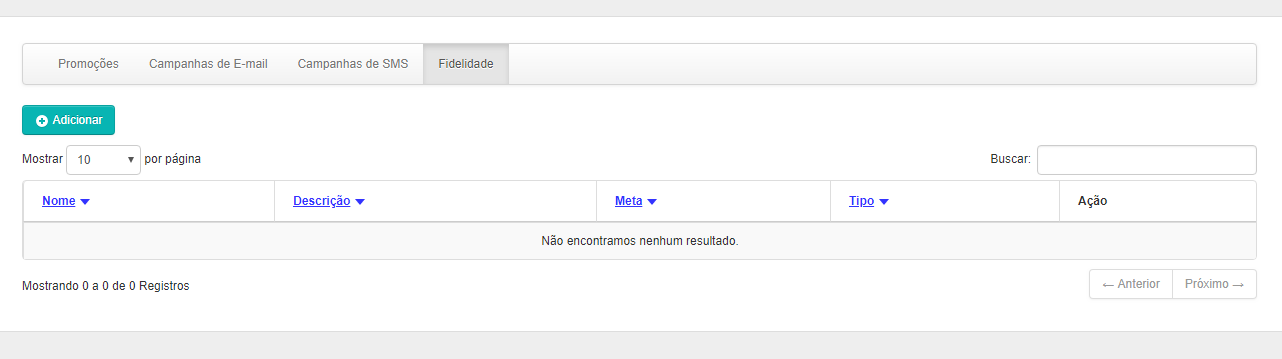 Promoções Campanhas de E-mail Campanhas de SMS Fidelidade
Adicionar
Mostrar 10 por página Buscar:
Nome Descrição Meta Tipo Ação
Não encontramos nenhum resultado.
Mostrando 0 a 0 de 0 Registros ← Anterior Próximo →